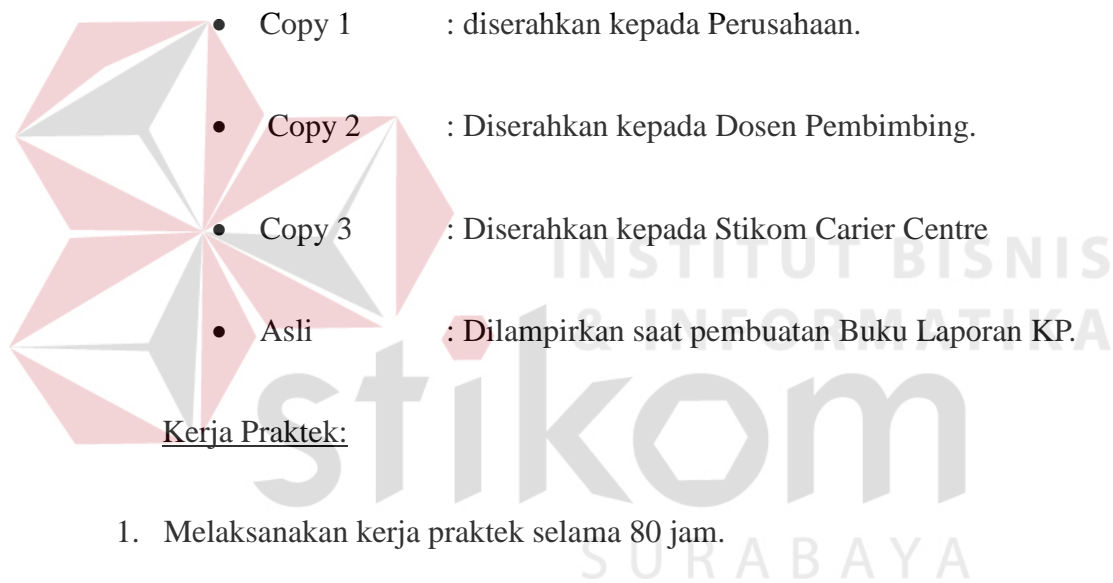 • Copy 1 : diserahkan kepada Perusahaan.
• Copy 2 : Diserahkan kepada Dosen Pembimbing.
• Copy 3 : Diserahkan kepada Stikom Carier Centre
INSTITUT BISNIS
• Asli : Dilampirkan saat pembuatan Buku Laporan KP.
& INFORMATIKA
stikom
Kerja Praktek:
1. Melaksanakan kerja praktek selama 80 jam.
SURABAYA